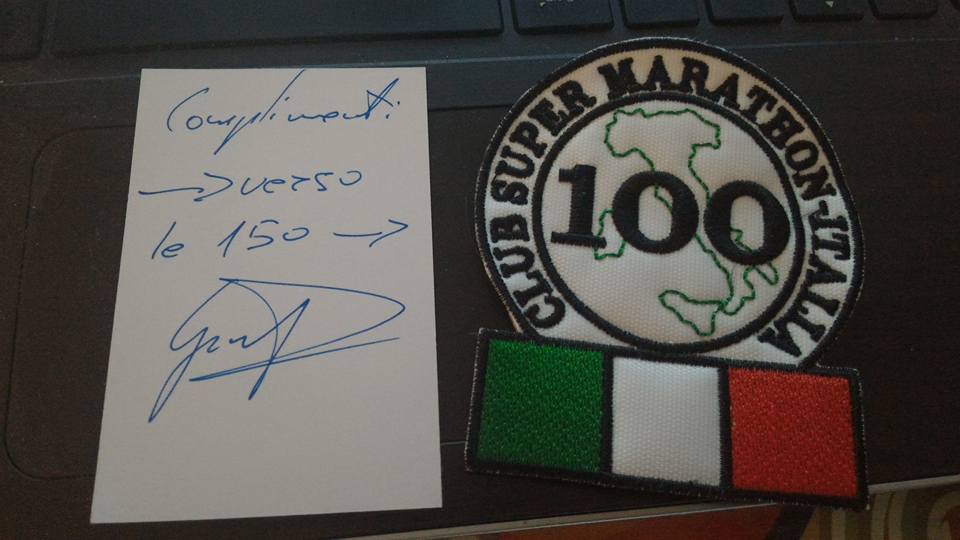 Complimenti
→ verso
le 150 →
CLUB SUPER MARATHON-ITALIA
100